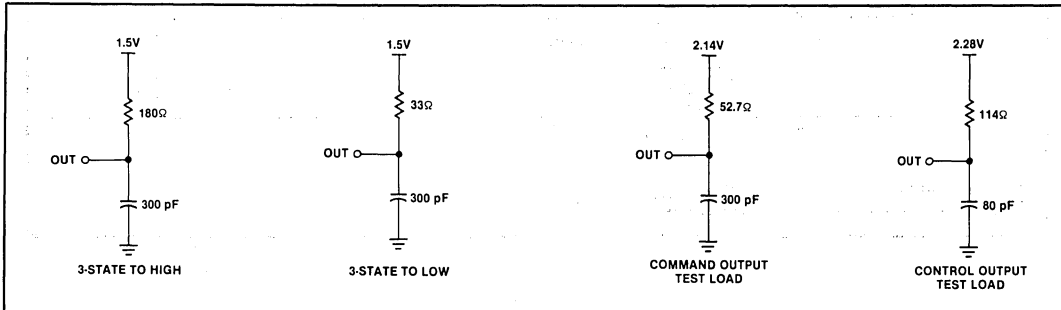 1.5V
180Ω
OUT
300 pF
3-STATE TO HIGH
1.5V
33Ω
OUT
300 pF
3-STATE TO LOW
2.14V
52.7Ω
OUT
300 pF
COMMAND OUTPUT
TEST LOAD
2.28V
114Ω
OUT
80 pF
CONTROL OUTPUT
TEST LOAD